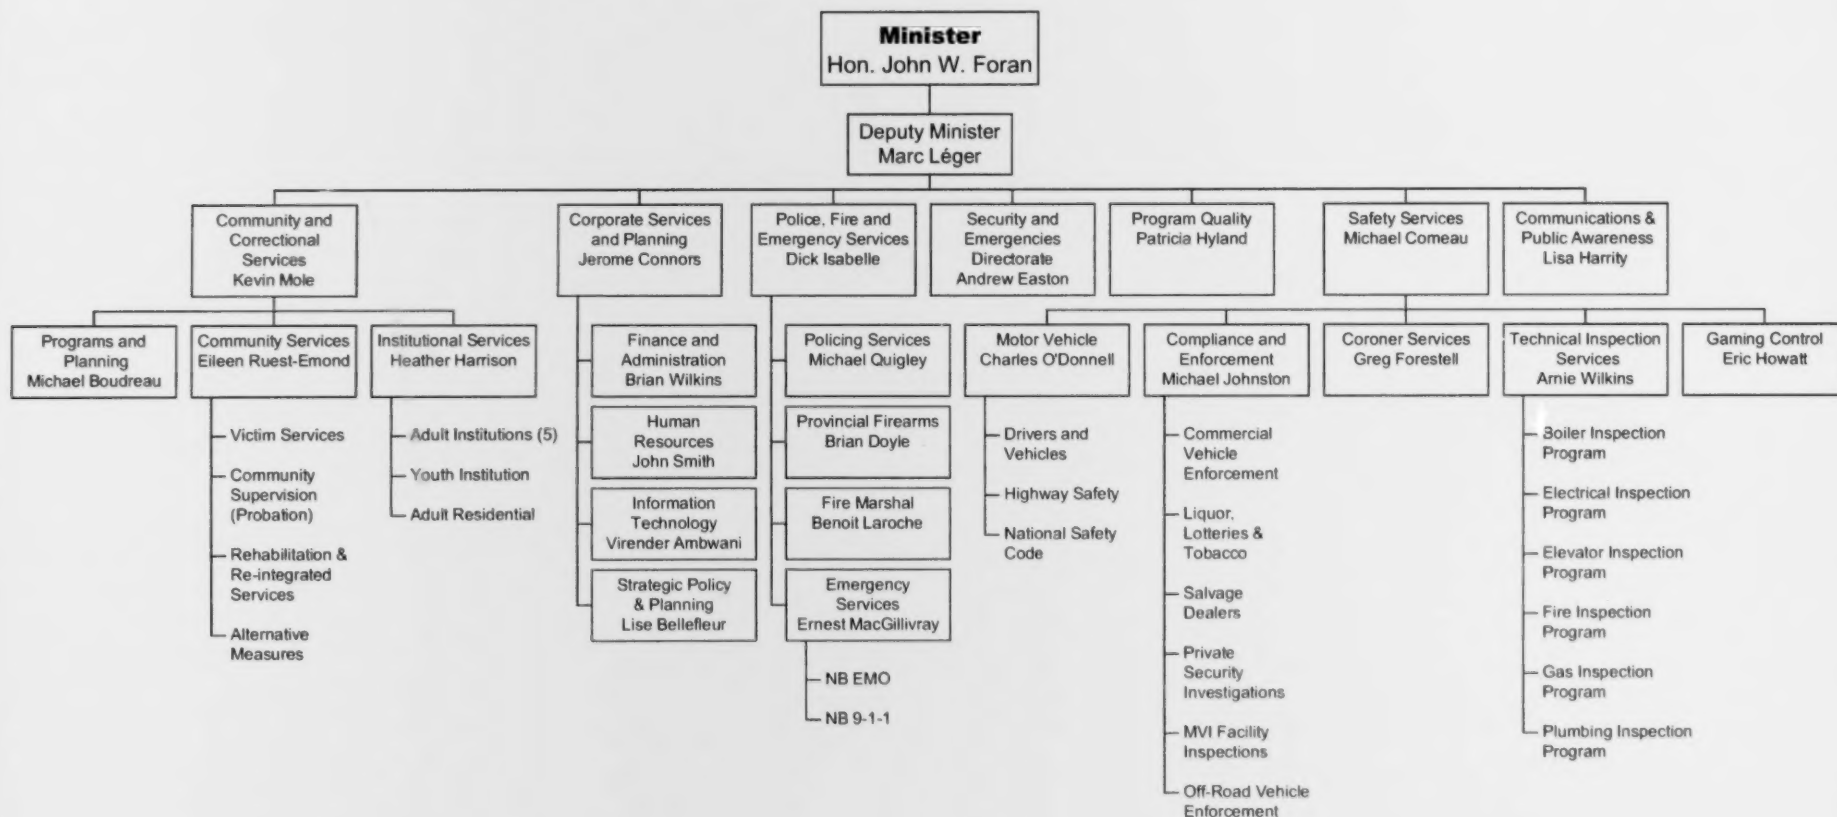 Minister
Hon. John W. Foran
Deputy Minister
Marc Léger
Community and
Correctional
Services
Kevin Mole
Corporate Services
and Planning
Jerome Connors
Police, Fire and
Emergency Services
Dick Isabelle
Security and
Emergencies
Directorate
Andrew Easton
Program Quality
Patricia Hyland
Safety Services
Michael Comeau
Communications &
Public Awareness
Lisa Harrity
Programs and
Planning
Michael Boudreau
Community Services
Eileen Ruest-Emond
Institutional Services
Heather Harrison
Victim Services
Community
Supervision
(Probation)
Rehabilitation &
Re-integrated
Services
Alternative
Measures
Adult Institutions (5)
Youth Institution
Adult Residential
Finance and
Administration
Brian Wilkins
Human
Resources
John Smith
Information
Technology
Virender Ambwani
Strategic Policy
& Planning
Lise Bellefleur
Policing Services
Michael Quigley
Provincial Firearms
Brian Doyle
Fire Marshal
Benoit Laroche
Emergency
Services
Ernest MacGillivray
NB EMO
NB 9-1-1
Motor Vehicle
Charles O'Donnell
Drivers and
Vehicles
Highway Safety
National Safety
Code
Compliance and
Enforcement
Michael Johnston
Commercial
Vehicle
Enforcement
Liquor,
Lotteries &
Tobacco
Salvage
Dealers
Private
Security
Investigations
MVI Facility
Inspections
Off-Road Vehicle
Enforcement
Coroner Services
Greg Forestell
Technical Inspection
Services
Arnie Wilkins
Boiler Inspection
Program
Electrical Inspection
Program
Elevator Inspection
Program
Fire Inspection
Program
Gas Inspection
Program
Plumbing Inspection
Program
Gaming Control
Eric Howatt